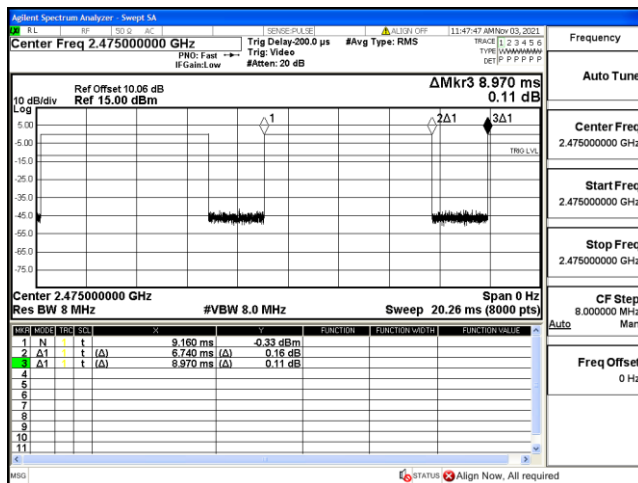 Agilent Spectrum Analyzer - Swept SA
RL RF 50 Ω AC SENSE:PULSE ALIGN OFF 11:47:47 AM Nov 03, 2021
Center Freq 2.475000000 GHz
PNO: Fast
IFGain:Low
Trig Delay-200.0 µs
Trig: Video
#Atten: 20 dB
#Avg Type: RMS
TRACE 1 2 3 4 5 6
TYPE WWWWWW
DET P P P P P P
Frequency
Auto Tune
Center Freq
2.475000000 GHz
Start Freq
2.475000000 GHz
Stop Freq
2.475000000 GHz
CF Step
8.000000 MHz
Auto Man
Freq Offset
0 Hz
Ref Offset 10.06 dB
Ref 15.00 dBm
10 dB/div
Log
ΔMkr3 8.970 ms
0.11 dB
5.00
-5.00
-15.0
-25.0
-35.0
-45.0
-55.0
-65.0
-75.0
1
2Δ1
3Δ1
TRIG LVL
Center 2.475000000 GHz
Span 0 Hz
Res BW 8 MHz
#VBW 8.0 MHz
Sweep 20.26 ms (8000 pts)
MKR MODE TRC SCL X Y FUNCTION FUNCTION WIDTH FUNCTION VALUE
1 N 1 t 9.160 ms -0.33 dBm
2 Δ1 1 t (Δ) 6.740 ms (Δ) 0.16 dB
3 Δ1 1 t (Δ) 8.970 ms (Δ) 0.11 dB
4
5
6
7
8
9
10
11
MSG
STATUS Align Now, All required